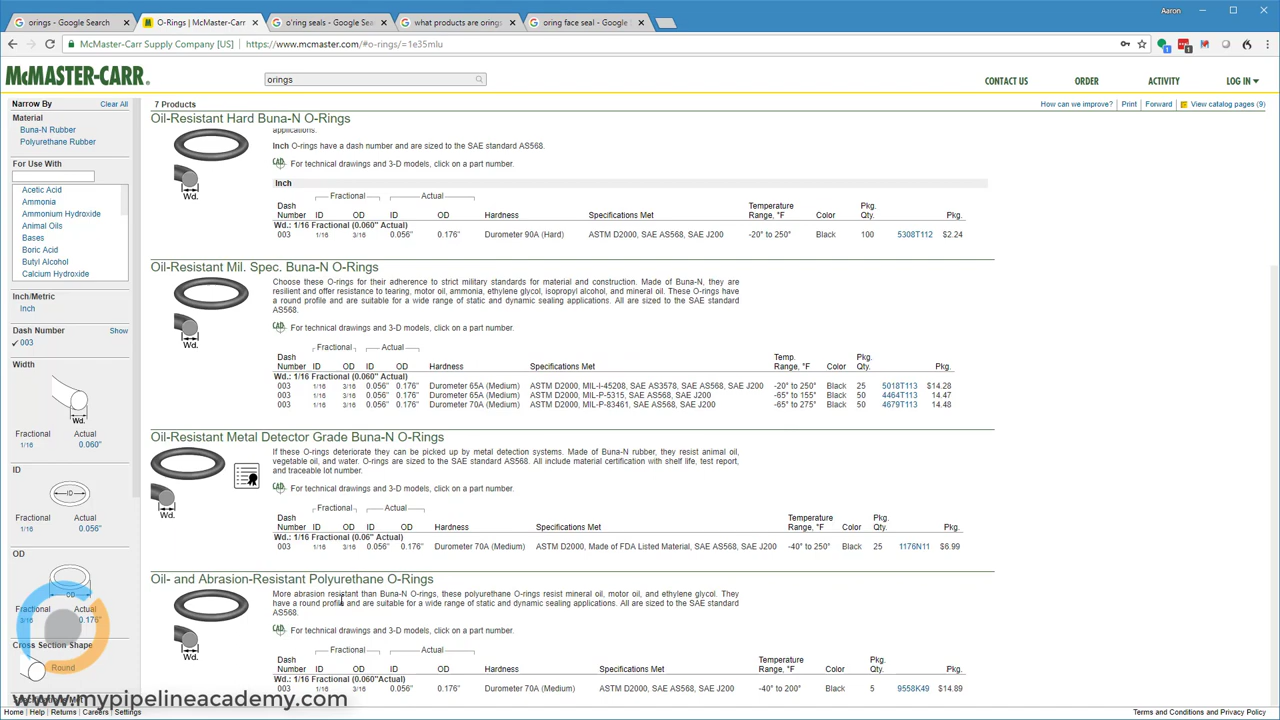 Aaron
orings - Google Search
O-Rings | McMaster-Carr
o'ring seals - Google Sea
what products are orings
oring face seal - Google
McMaster-Carr Supply Company [US] https://www.mcmaster.com/#o-rings/=1e35mlu
McMASTER-CARR.
orings
CONTACT US ORDER ACTIVITY LOG IN
Narrow By Clear All
Material
Buna-N Rubber
Polyurethane Rubber
For Use With
Acetic Acid
Ammonia
Ammonium Hydroxide
Animal Oils
Bases
Boric Acid
Butyl Alcohol
Calcium Hydroxide
Inch/Metric
Inch
Dash Number Show
✓ 003
Width
Wd.
Fractional Actual
1/16 0.060"
ID
ID
Fractional Actual
1/16 0.056"
OD
OD
Fractional Actual
3/16 0.176"
Cross Section Shape
Round
7 Products
How can we improve? Print Forward View catalog pages (9)
Oil-Resistant Hard Buna-N O-Rings
applications.
Inch O-rings have a dash number and are sized to the SAE standard AS568.
CAD For technical drawings and 3-D models, click on a part number.
Wd.
Inch
Fractional Actual
Dash Temperature Pkg.
Number ID OD ID OD Hardness Specifications Met Range, °F Color Qty. Pkg.
Wd.: 1/16 Fractional (0.060" Actual)
003 1/16 3/16 0.056" 0.176" Durometer 90A (Hard) ASTM D2000, SAE AS568, SAE J200 -20° to 250° Black 100 5308T112 $2.24
Oil-Resistant Mil. Spec. Buna-N O-Rings
Choose these O-rings for their adherence to strict military standards for material and construction. Made of Buna-N, they are
resilient and offer resistance to tearing, motor oil, ammonia, ethylene glycol, isopropyl alcohol, and mineral oil. These O-rings have
a round profile and are suitable for a wide range of static and dynamic sealing applications. All are sized to the SAE standard
AS568.
CAD For technical drawings and 3-D models, click on a part number.
Wd.
Fractional Actual
Dash Temp. Pkg.
Number ID OD ID OD Hardness Specifications Met Range, °F Color Qty. Pkg.
Wd.: 1/16 Fractional (0.060" Actual)
003 1/16 3/16 0.056" 0.176" Durometer 65A (Medium) ASTM D2000, MIL-I-45208, SAE AS3578, SAE AS568, SAE J200 -20° to 250° Black 25 5018T113 $14.28
003 1/16 3/16 0.056" 0.176" Durometer 65A (Medium) ASTM D2000, MIL-P-5315, SAE AS568, SAE J200 -65° to 155° Black 50 4464T113 14.47
003 1/16 3/16 0.056" 0.176" Durometer 70A (Medium) ASTM D2000, MIL-P-83461, SAE AS568, SAE J200 -65° to 275° Black 50 4679T113 14.48
Oil-Resistant Metal Detector Grade Buna-N O-Rings
If these O-rings deteriorate they can be picked up by metal detection systems. Made of Buna-N rubber, they resist animal oil,
vegetable oil, and water. O-rings are sized to the SAE standard AS568. All include material certification with shelf life, test report,
and traceable lot number.
CAD For technical drawings and 3-D models, click on a part number.
Wd.
Fractional Actual
Dash Temperature Pkg.
Number ID OD ID OD Hardness Specifications Met Range, °F Color Qty. Pkg.
Wd.: 1/16 Fractional (0.06" Actual)
003 1/16 3/16 0.056" 0.176" Durometer 70A (Medium) ASTM D2000, Made of FDA Listed Material, SAE AS568, SAE J200 -40° to 250° Black 25 1176N11 $6.99
Oil- and Abrasion-Resistant Polyurethane O-Rings
More abrasion resistant than Buna-N O-rings, these polyurethane O-rings resist mineral oil, motor oil, and ethylene glycol. They
have a round profile and are suitable for a wide range of static and dynamic sealing applications. All are sized to the SAE standard
AS568.
CAD For technical drawings and 3-D models, click on a part number.
Wd.
Fractional Actual
Dash Temperature Pkg.
Number ID OD ID OD Hardness Specifications Met Range, °F Color Qty. Pkg.
Wd.: 1/16 Fractional (0.060"Actual)
003 1/16 3/16 0.056" 0.176" Durometer 70A (Medium) ASTM D2000, SAE AS568, SAE J200 -40° to 200° Black 5 9558K49 $14.89
www.mypipelineacademy.com
Home Help Returns Careers Settings
Terms and Conditions and Privacy Policy